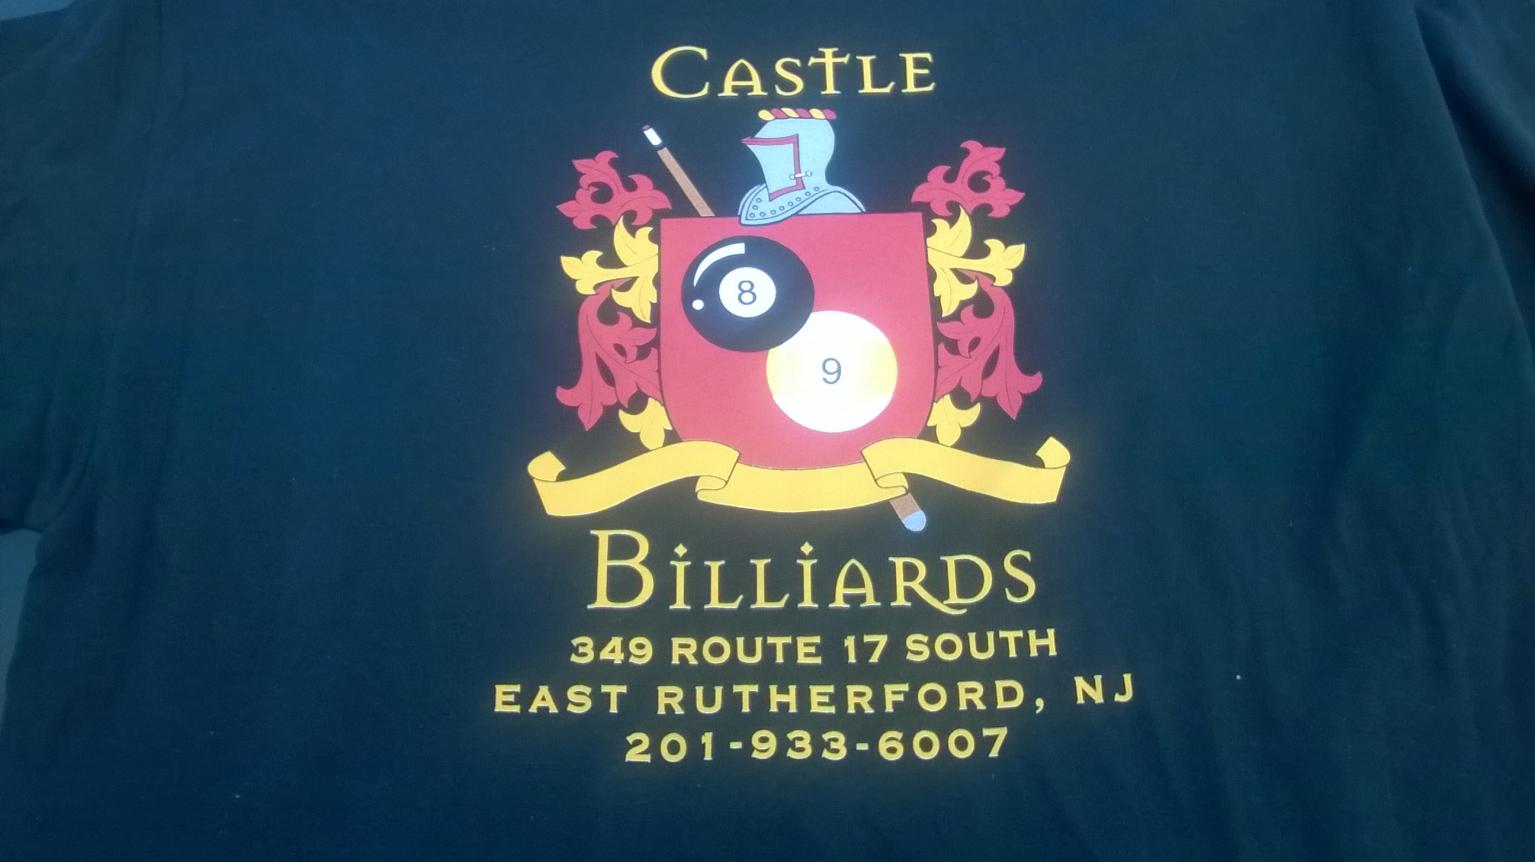 CASTLE
8
9
BiLLiARDS
349 ROUTE 17 SOUTH
EAST RUTHERFORD, NJ
201-933-6007